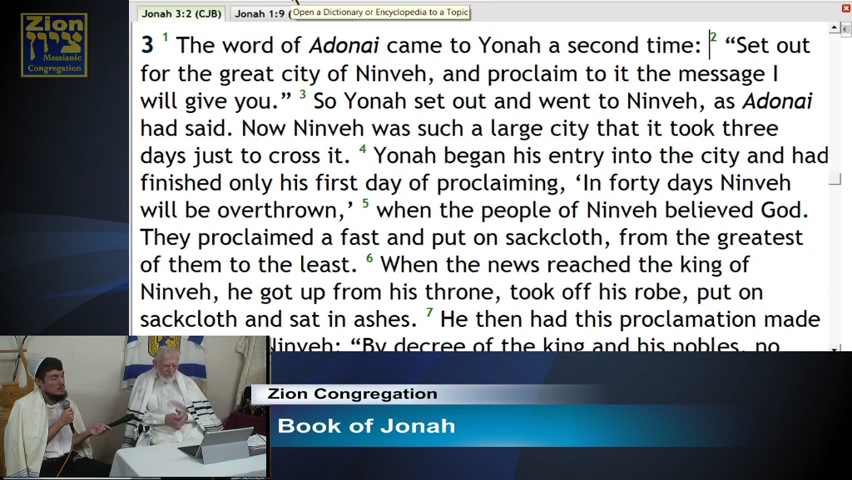 Zion
ציון
Messianic
Congregation
Jonah 3:2 (CJB)
Jonah 1:9 (
Open a Dictionary or Encyclopedia to a Topic
3 1 The word of Adonai came to Yonah a second time: 2 “Set out
for the great city of Ninveh, and proclaim to it the message I
will give you.” 3 So Yonah set out and went to Ninveh, as Adonai
had said. Now Ninveh was such a large city that it took three
days just to cross it. 4 Yonah began his entry into the city and had
finished only his first day of proclaiming, ‘In forty days Ninveh
will be overthrown,’ 5 when the people of Ninveh believed God.
They proclaimed a fast and put on sackcloth, from the greatest
of them to the least. 6 When the news reached the king of
Ninveh, he got up from his throne, took off his robe, put on
sackcloth and sat in ashes. 7 He then had this proclamation made
Ninveh: “By decree of the king and his nobles, no
Zion Congregation
Book of Jonah